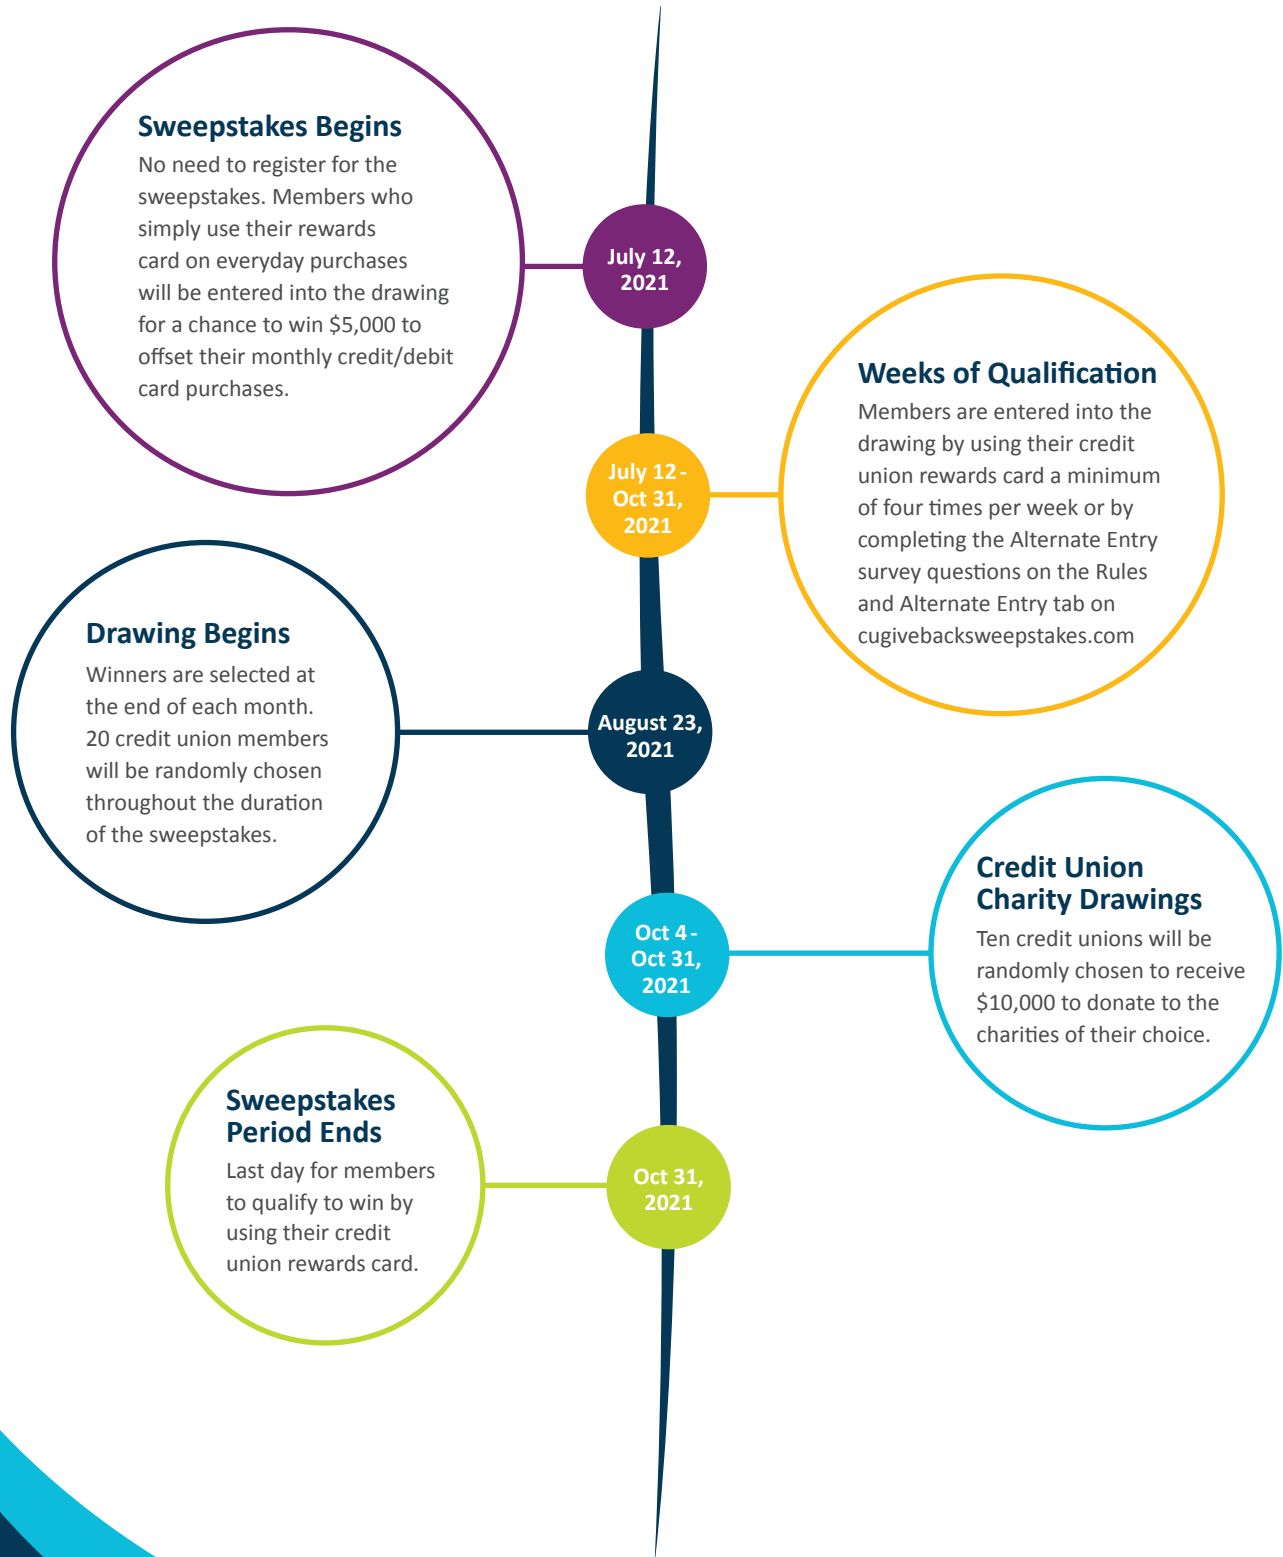 Sweepstakes Begins
No need to register for the
sweepstakes. Members who
simply use their rewards
card on everyday purchases
will be entered into the drawing
for a chance to win $5,000 to
offset their monthly credit/debit
card purchases.
July 12,
2021
Weeks of Qualification
Members are entered into the
drawing by using their credit
union rewards card a minimum
of four times per week or by
completing the Alternate Entry
survey questions on the Rules
and Alternate Entry tab on
cugivebacksweepstakes.com
July 12 -
Oct 31,
2021
Drawing Begins
Winners are selected at
the end of each month.
20 credit union members
will be randomly chosen
throughout the duration
of the sweepstakes.
August 23,
2021
Credit Union
Charity Drawings
Ten credit unions will be
randomly chosen to receive
$10,000 to donate to the
charities of their choice.
Oct 4 -
Oct 31,
2021
Sweepstakes
Period Ends
Last day for members
to qualify to win by
using their credit
union rewards card.
Oct 31,
2021